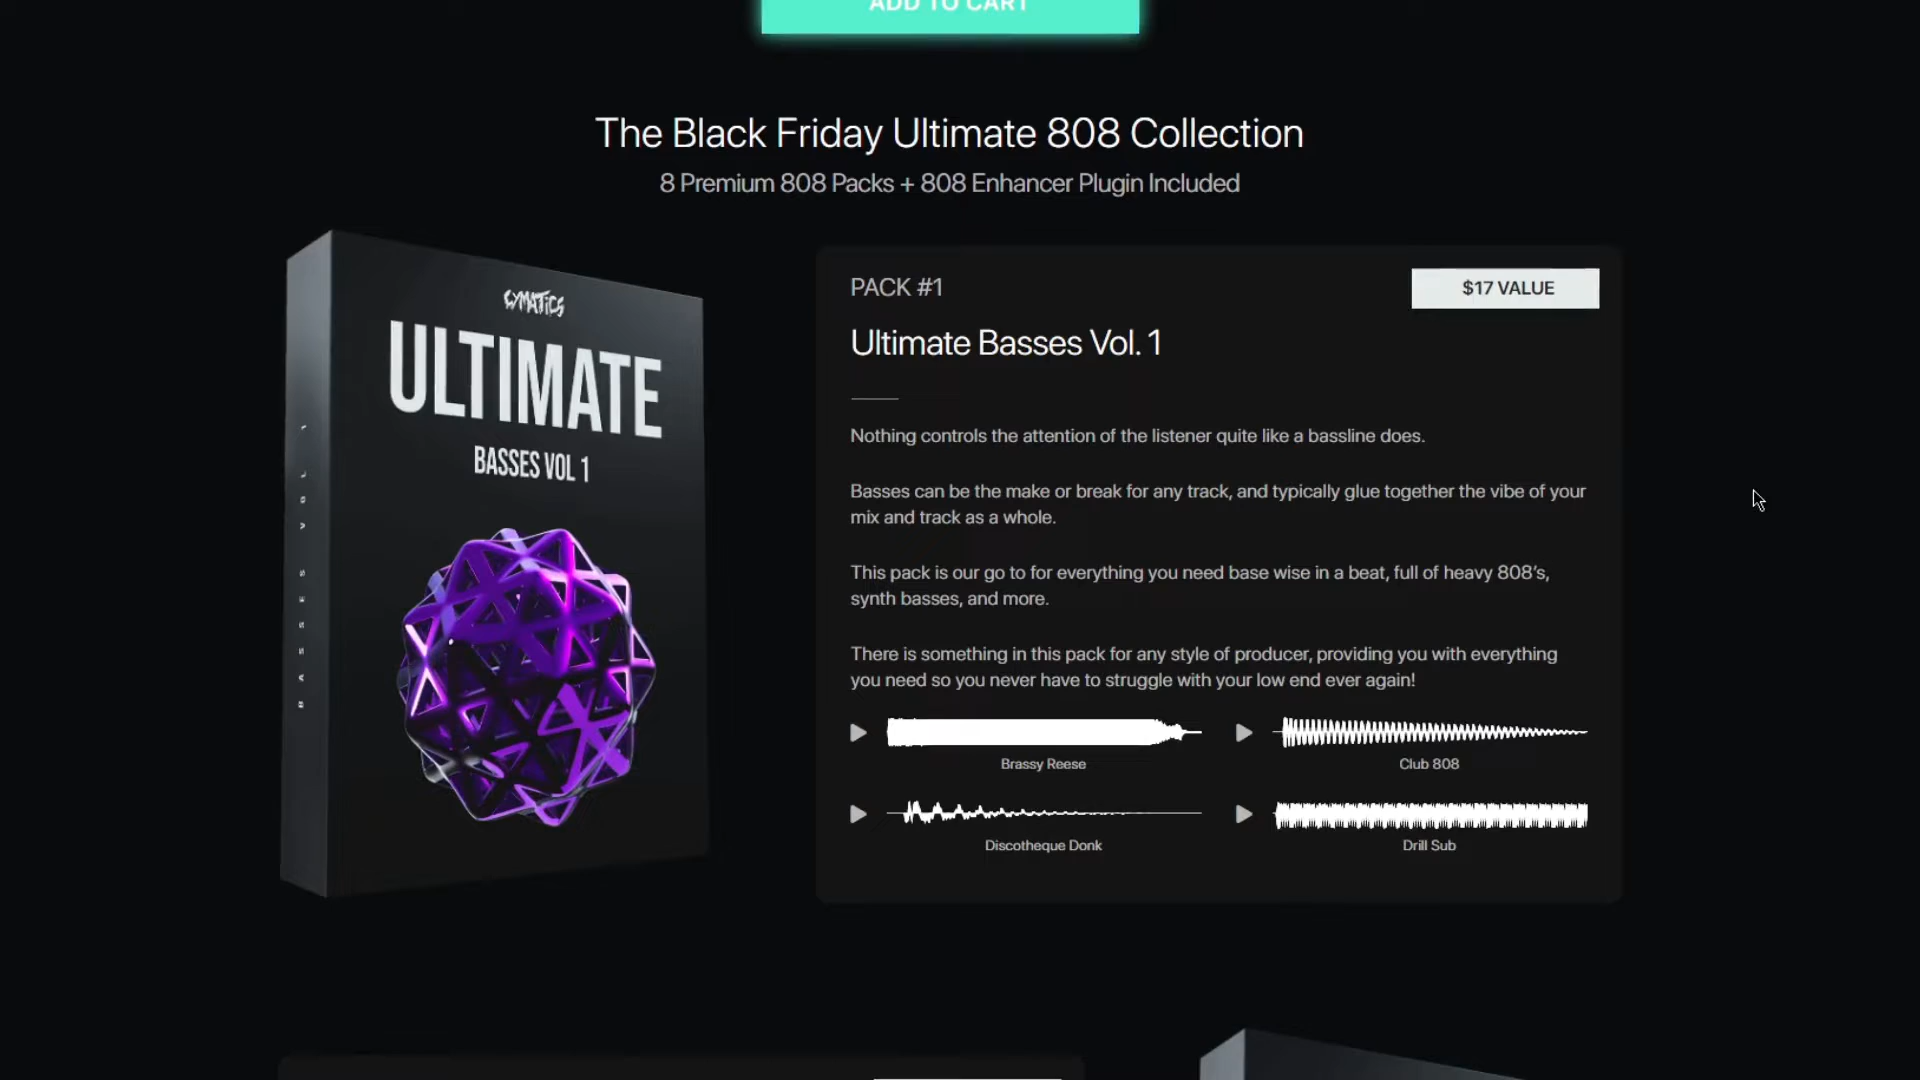 ADD TO CART
The Black Friday Ultimate 808 Collection
8 Premium 808 Packs + 808 Enhancer Plugin Included
CYMATICS
ULTIMATE
BASSES VOL 1
BASSES VOL 1
PACK #1
$17 VALUE
Ultimate Basses Vol. 1
Nothing controls the attention of the listener quite like a bassline does.
Basses can be the make or break for any track, and typically glue together the vibe of your
mix and track as a whole.
This pack is our go to for everything you need base wise in a beat, full of heavy 808's,
synth basses, and more.
There is something in this pack for any style of producer, providing you with everything
you need so you never have to struggle with your low end ever again!
Brassy Reese
Club 808
Discotheque Donk
Drill Sub